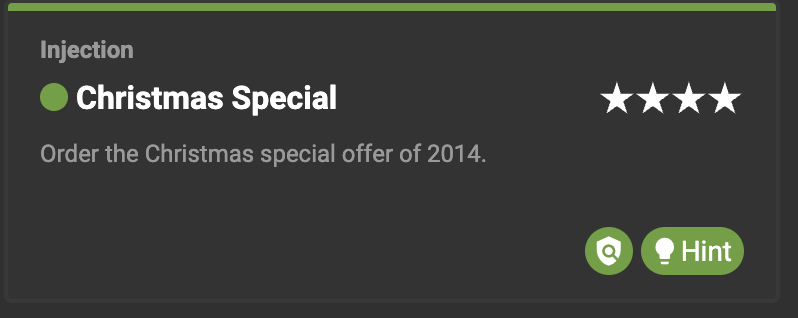 Injection
Christmas Special
Order the Christmas special offer of 2014.
Hint